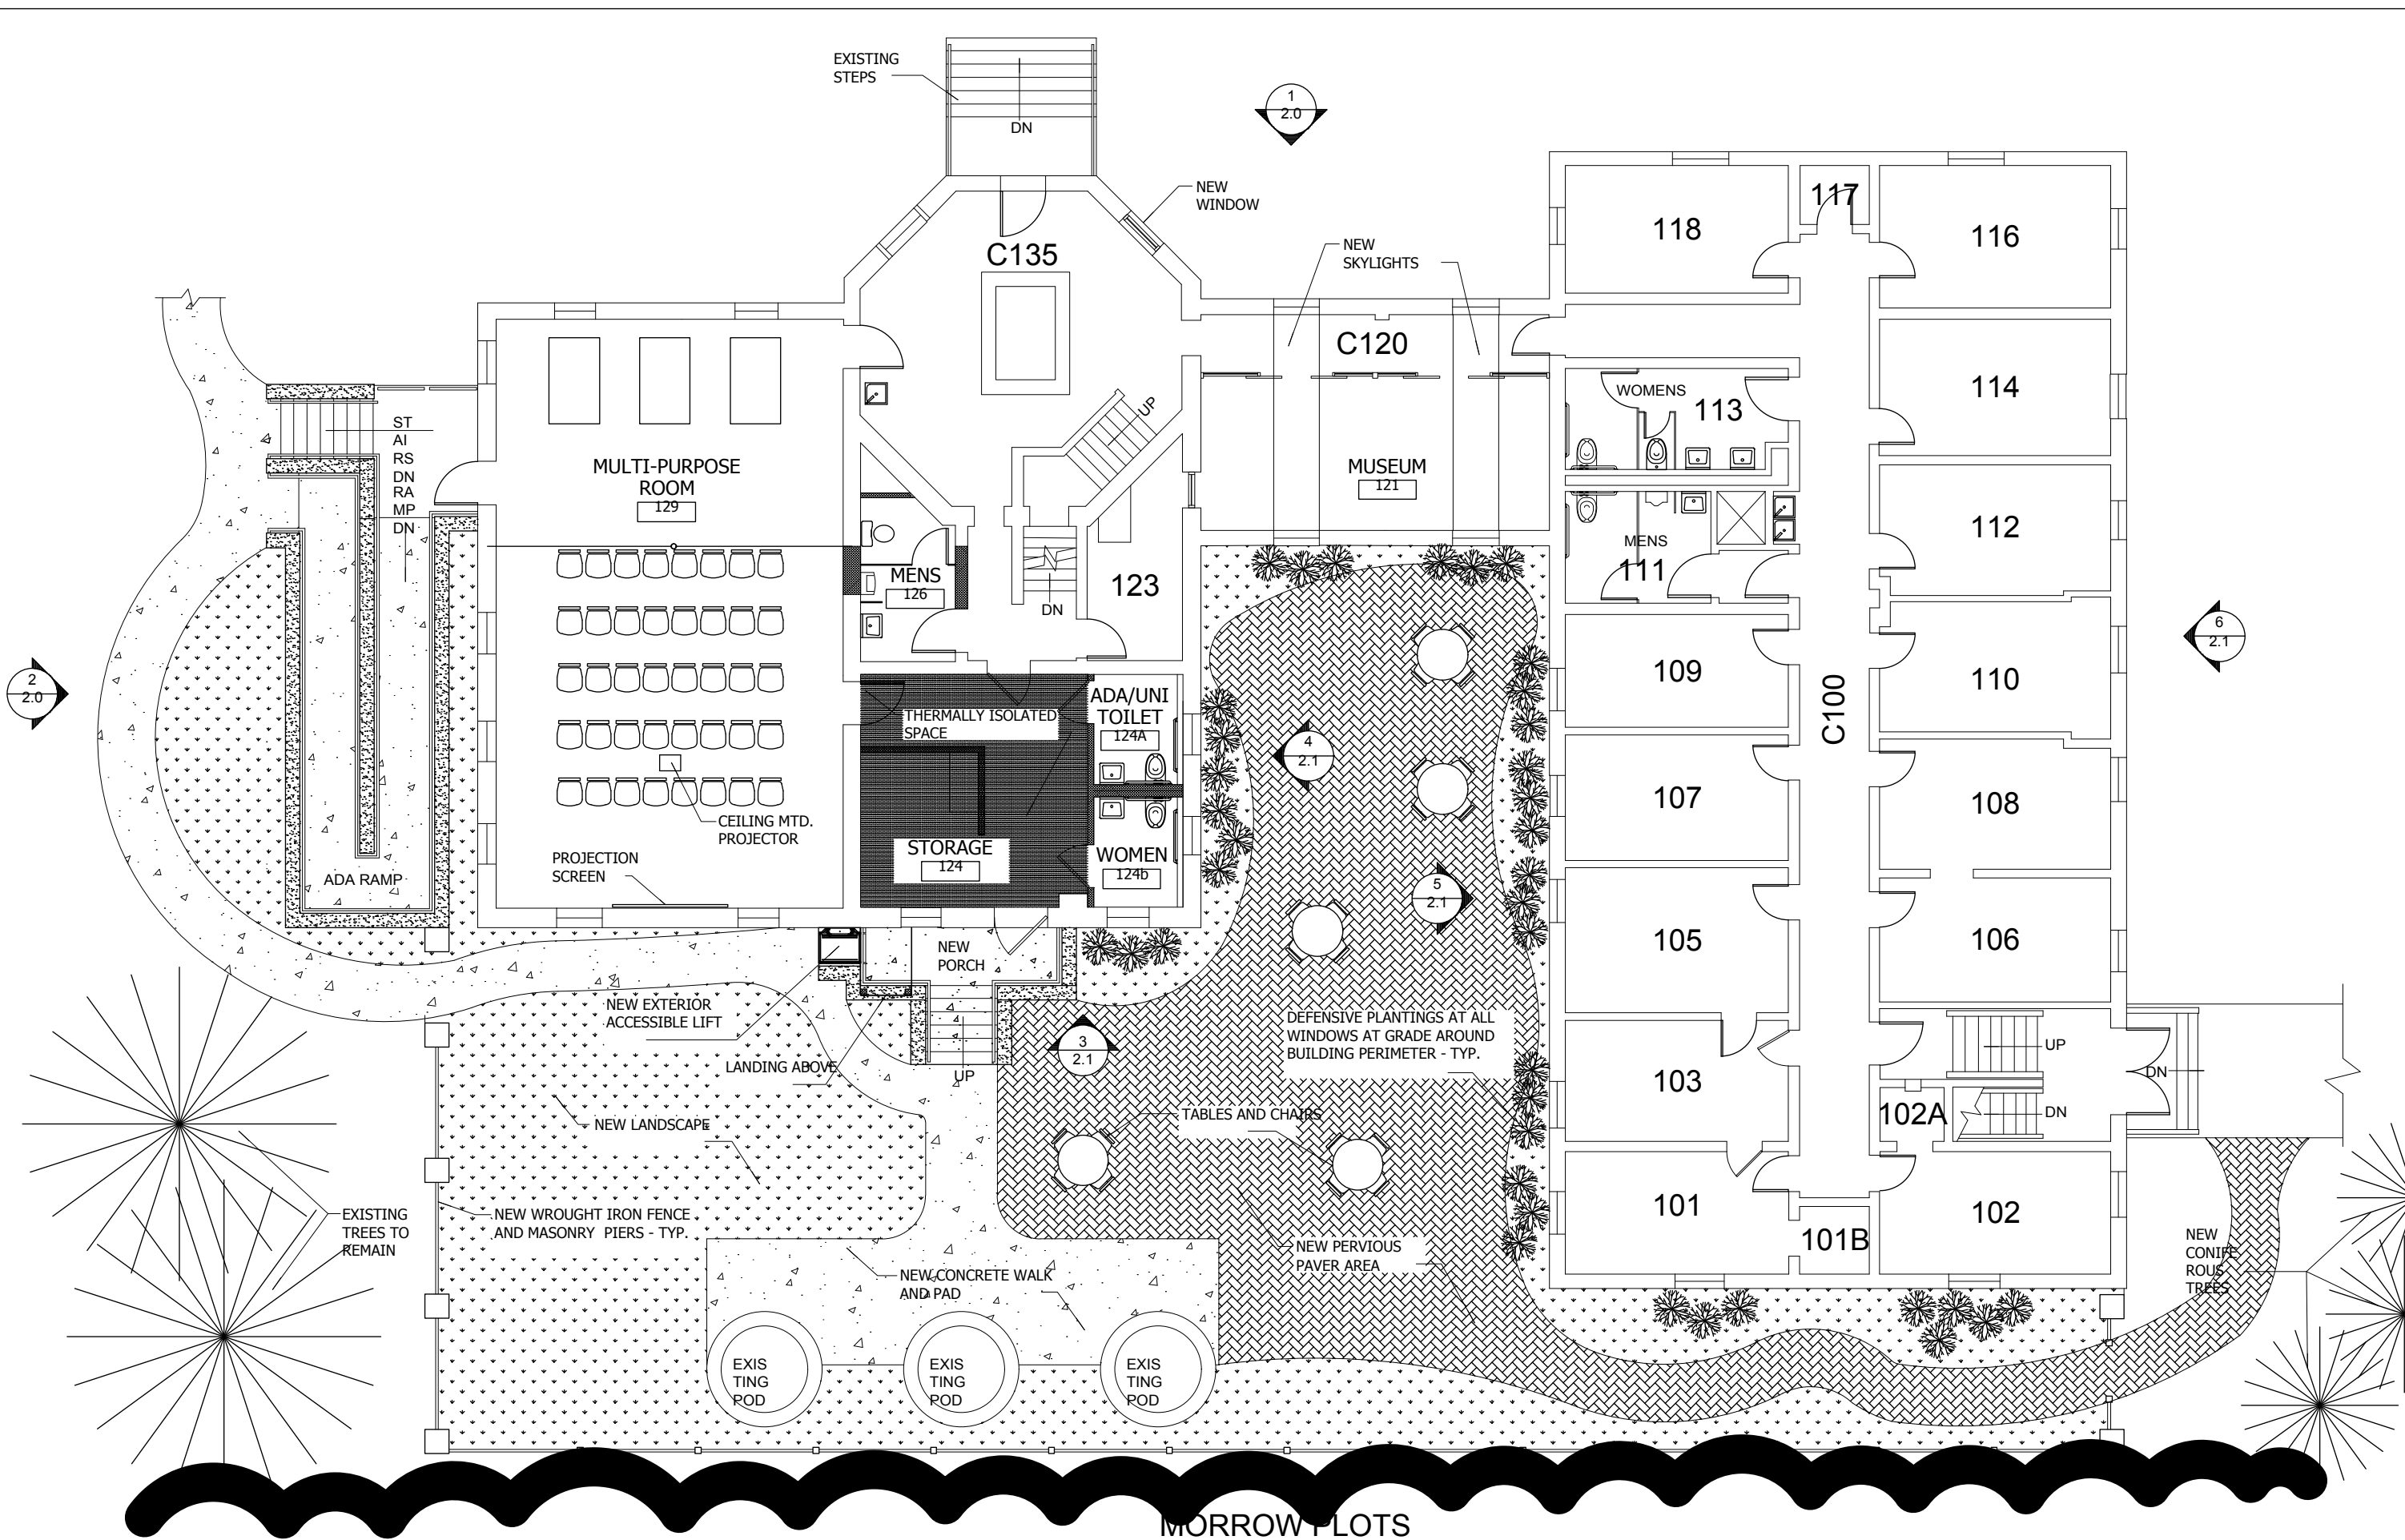 EXISTING
STEPS
DN
1
2.0
NEW
WINDOW
C135
NEW
SKYLIGHTS
118
117
116
C120
UP
WOMENS
113
114
ST
AI
RS
DN
RA
MP
DN
MULTI-PURPOSE
ROOM
129
MUSEUM
121
112
MENS
111
MENS
126
123
DN
6
2.1
2
2.0
109
110
C100
ADA/UNI
TOILET
124A
THERMALLY ISOLATED
SPACE
4
2.1
107
108
CEILING MTD.
PROJECTOR
PROJECTION
SCREEN
STORAGE
124
WOMEN
124b
ADA RAMP
5
2.1
105
106
NEW
PORCH
NEW EXTERIOR
ACCESSIBLE LIFT
LANDING ABOVE
UP
3
2.1
DEFENSIVE PLANTINGS AT ALL
WINDOWS AT GRADE AROUND
BUILDING PERIMETER - TYP.
103
UP
DN
DN
102A
NEW LANDSCAPE
TABLES AND CHAIRS
EXISTING
TREES TO
REMAIN
NEW WROUGHT IRON FENCE
AND MASONRY PIERS - TYP.
101
101B
102
NEW CONCRETE WALK
AND PAD
NEW PERVIOUS
PAVER AREA
NEW
CONIFE
ROUS
TREES
EXIS
TING
POD
EXIS
TING
POD
EXIS
TING
POD
MORROW PLOTS